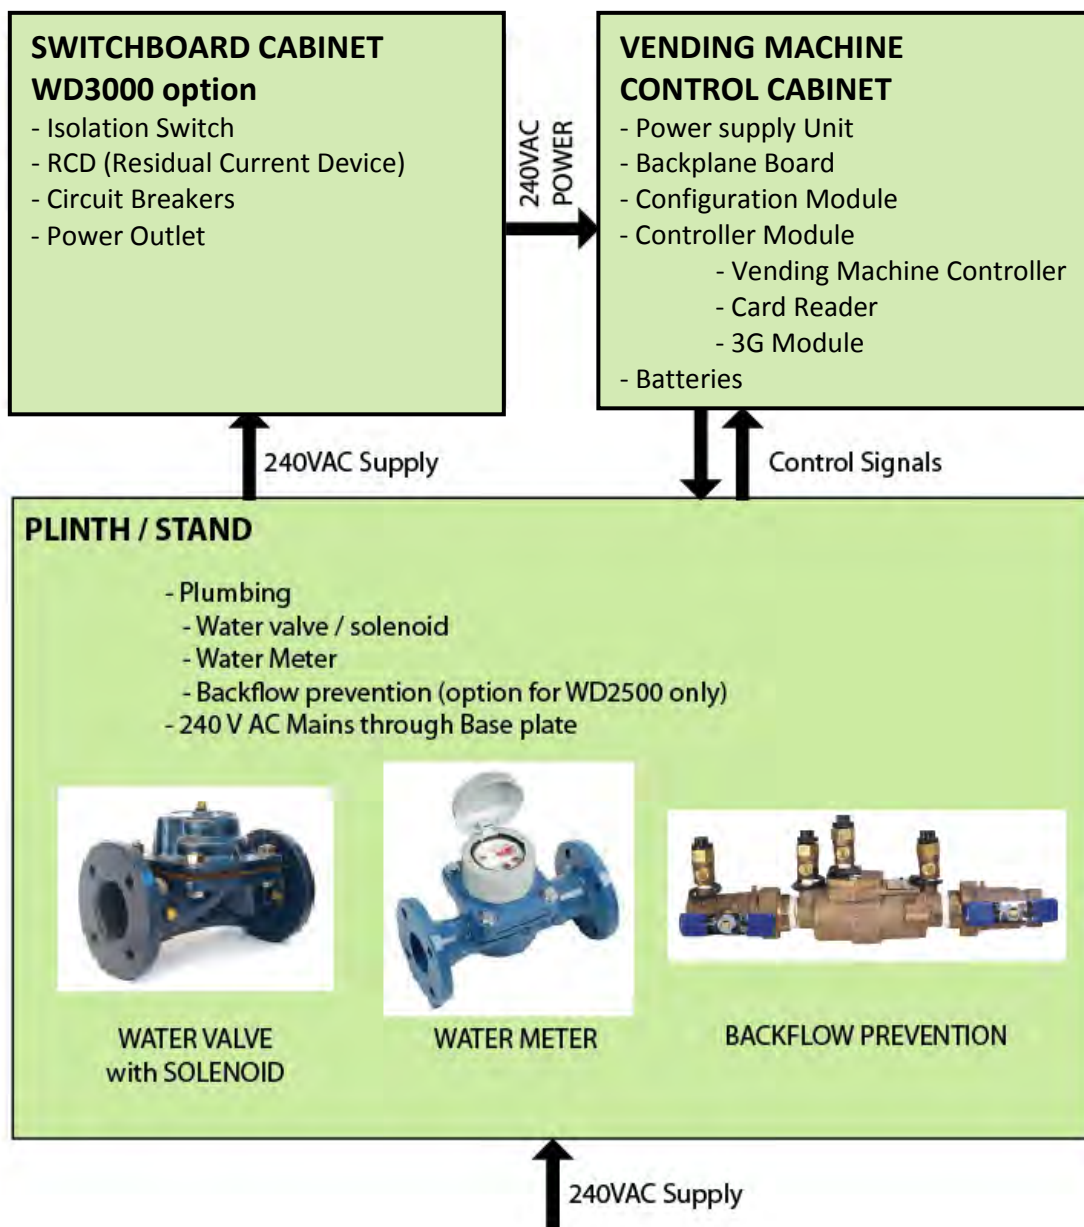 SWITCHBOARD CABINET
WD3000 option
- Isolation Switch
- RCD (Residual Current Device)
- Circuit Breakers
- Power Outlet
240VAC
POWER
VENDING MACHINE
CONTROL CABINET
- Power supply Unit
- Backplane Board
- Configuration Module
- Controller Module
- Vending Machine Controller
- Card Reader
- 3G Module
- Batteries
240VAC Supply
Control Signals
PLINTH / STAND
- Plumbing
- Water valve / solenoid
- Water Meter
- Backflow prevention (option for WD2500 only)
- 240 V AC Mains through Base plate
WATER VALVE
with SOLENOID
WATER METER
BACKFLOW PREVENTION
240VAC Supply